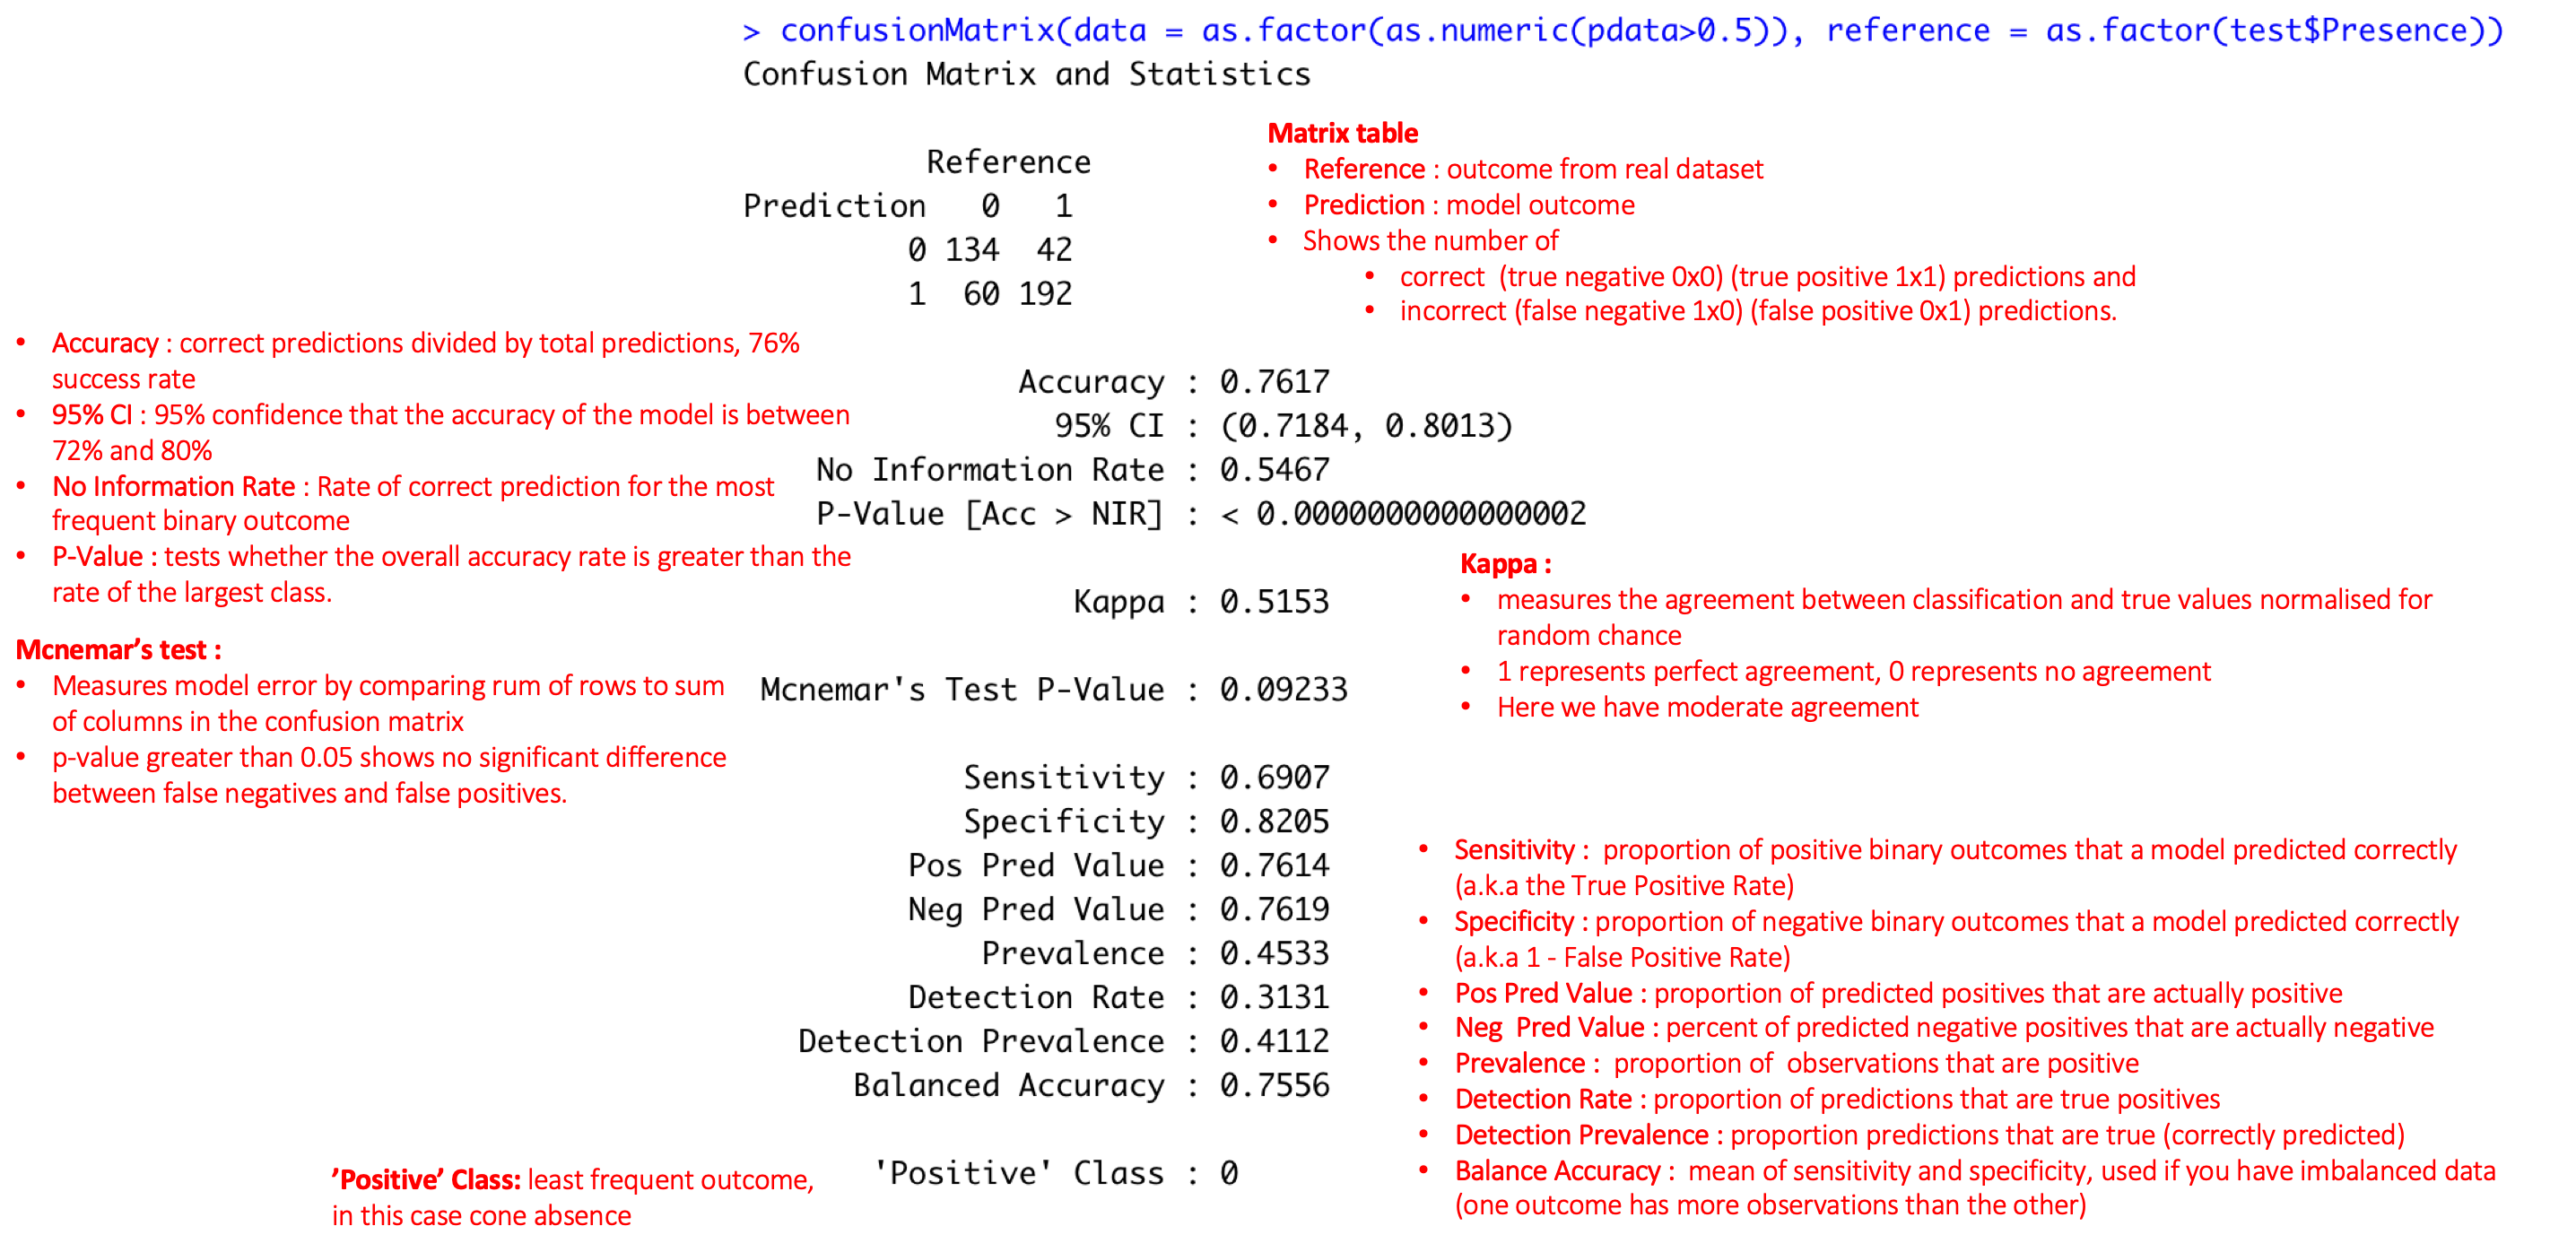 > confusionMatrix(data = as.factor(as.numeric(pdata>0.5)), reference = as.factor(test$Presence))
Confusion Matrix and Statistics
Reference
Prediction 0 1
0 134 42
1 60 192
Matrix table
• Reference : outcome from real dataset
• Prediction : model outcome
• Shows the number of
• correct (true negative 0x0) (true positive 1x1) predictions and
• incorrect (false negative 1x0) (false positive 0x1) predictions.
• Accuracy : correct predictions divided by total predictions, 76%
success rate
• 95% CI : 95% confidence that the accuracy of the model is between
72% and 80%
• No Information Rate : Rate of correct prediction for the most
frequent binary outcome
• P-Value : tests whether the overall accuracy rate is greater than the
rate of the largest class.
Accuracy : 0.7617
95% CI : (0.7184, 0.8013)
No Information Rate : 0.5467
P-Value [Acc > NIR] : < 0.0000000000000002
Kappa : 0.5153
Kappa :
• measures the agreement between classification and true values normalised for
random chance
• 1 represents perfect agreement, 0 represents no agreement
• Here we have moderate agreement
Mcnemar’s test :
• Measures model error by comparing rum of rows to sum
of columns in the confusion matrix
• p-value greater than 0.05 shows no significant difference
between false negatives and false positives.
Mcnemar's Test P-Value : 0.09233
Sensitivity : 0.6907
Specificity : 0.8205
Pos Pred Value : 0.7614
Neg Pred Value : 0.7619
Prevalence : 0.4533
Detection Rate : 0.3131
Detection Prevalence : 0.4112
Balanced Accuracy : 0.7556
• Sensitivity : proportion of positive binary outcomes that a model predicted correctly
(a.k.a the True Positive Rate)
• Specificity : proportion of negative binary outcomes that a model predicted correctly
(a.k.a 1 - False Positive Rate)
• Pos Pred Value : proportion of predicted positives that are actually positive
• Neg Pred Value : percent of predicted negative positives that are actually negative
• Prevalence : proportion of observations that are positive
• Detection Rate : proportion of predictions that are true positives
• Detection Prevalence : proportion predictions that are true (correctly predicted)
• Balance Accuracy : mean of sensitivity and specificity, used if you have imbalanced data
(one outcome has more observations than the other)
’Positive’ Class: least frequent outcome,
in this case cone absence
'Positive' Class : 0